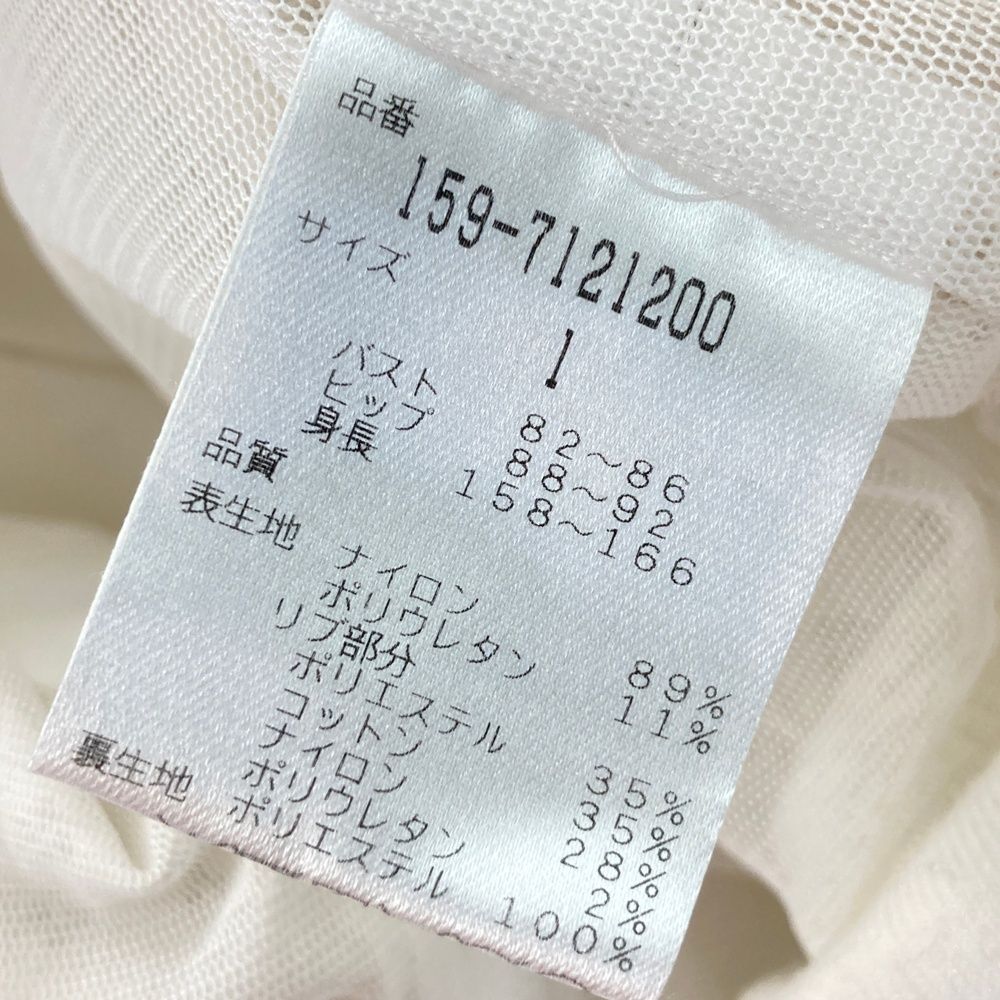 品番
159-7121200
サイズ
1
バスト 82～86
ヒップ 88～92
身長 158～166
品質
表生地 ナイロン 89%
ポリウレタン 11%
リブ部分
ポリエステル 35%
コットン 35%
ナイロン 28%
ポリウレタン 2%
裏生地 ポリエステル 100%